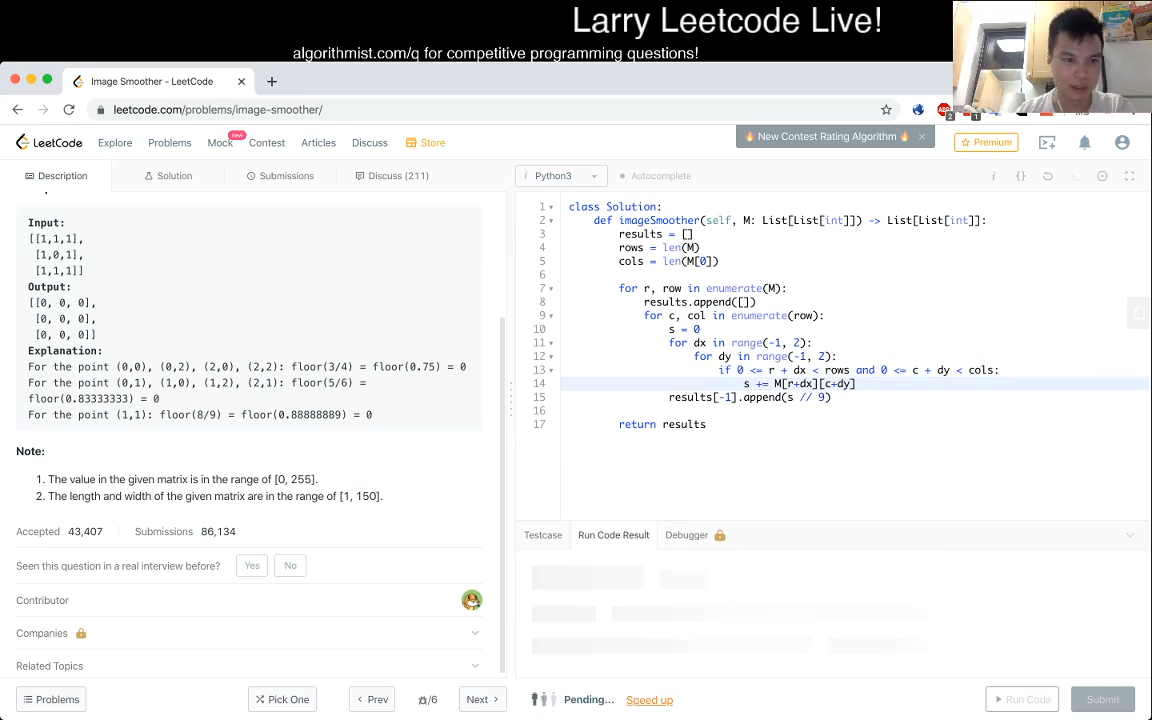 Larry Leetcode Live!
algorithmist.com/q for competitive programming questions!
Image Smoother - LeetCode
leetcode.com/problems/image-smoother/
LeetCode Explore Problems Mock new Contest Articles Discuss Store
New Contest Rating Algorithm
Premium
Description Solution Submissions Discuss (211)
i Python3 Autocomplete
Input:
[[1,1,1],
[1,0,1],
[1,1,1]]
Output:
[[0, 0, 0],
[0, 0, 0],
[0, 0, 0]]
Explanation:
For the point (0,0), (0,2), (2,0), (2,2): floor(3/4) = floor(0.75) = 0
For the point (0,1), (1,0), (1,2), (2,1): floor(5/6) =
floor(0.83333333) = 0
For the point (1,1): floor(8/9) = floor(0.88888889) = 0
Note:
1. The value in the given matrix is in the range of [0, 255].
2. The length and width of the given matrix are in the range of [1, 150].
Accepted 43,407 Submissions 86,134
Seen this question in a real interview before? Yes No
Contributor
Companies
Related Topics
Problems Pick One Prev /6 Next
1 class Solution:
2 def imageSmoother(self, M: List[List[int]]) -> List[List[int]]:
3 results = []
4 rows = len(M)
5 cols = len(M[0])
6
7 for r, row in enumerate(M):
8 results.append([])
9 for c, col in enumerate(row):
10 s = 0
11 for dx in range(-1, 2):
12 for dy in range(-1, 2):
13 if 0 <= r + dx < rows and 0 <= c + dy < cols:
14 s += M[r+dx][c+dy]
15 results[-1].append(s // 9)
16
17 return results
Testcase Run Code Result Debugger
Pending... Speed up Run Code Submit